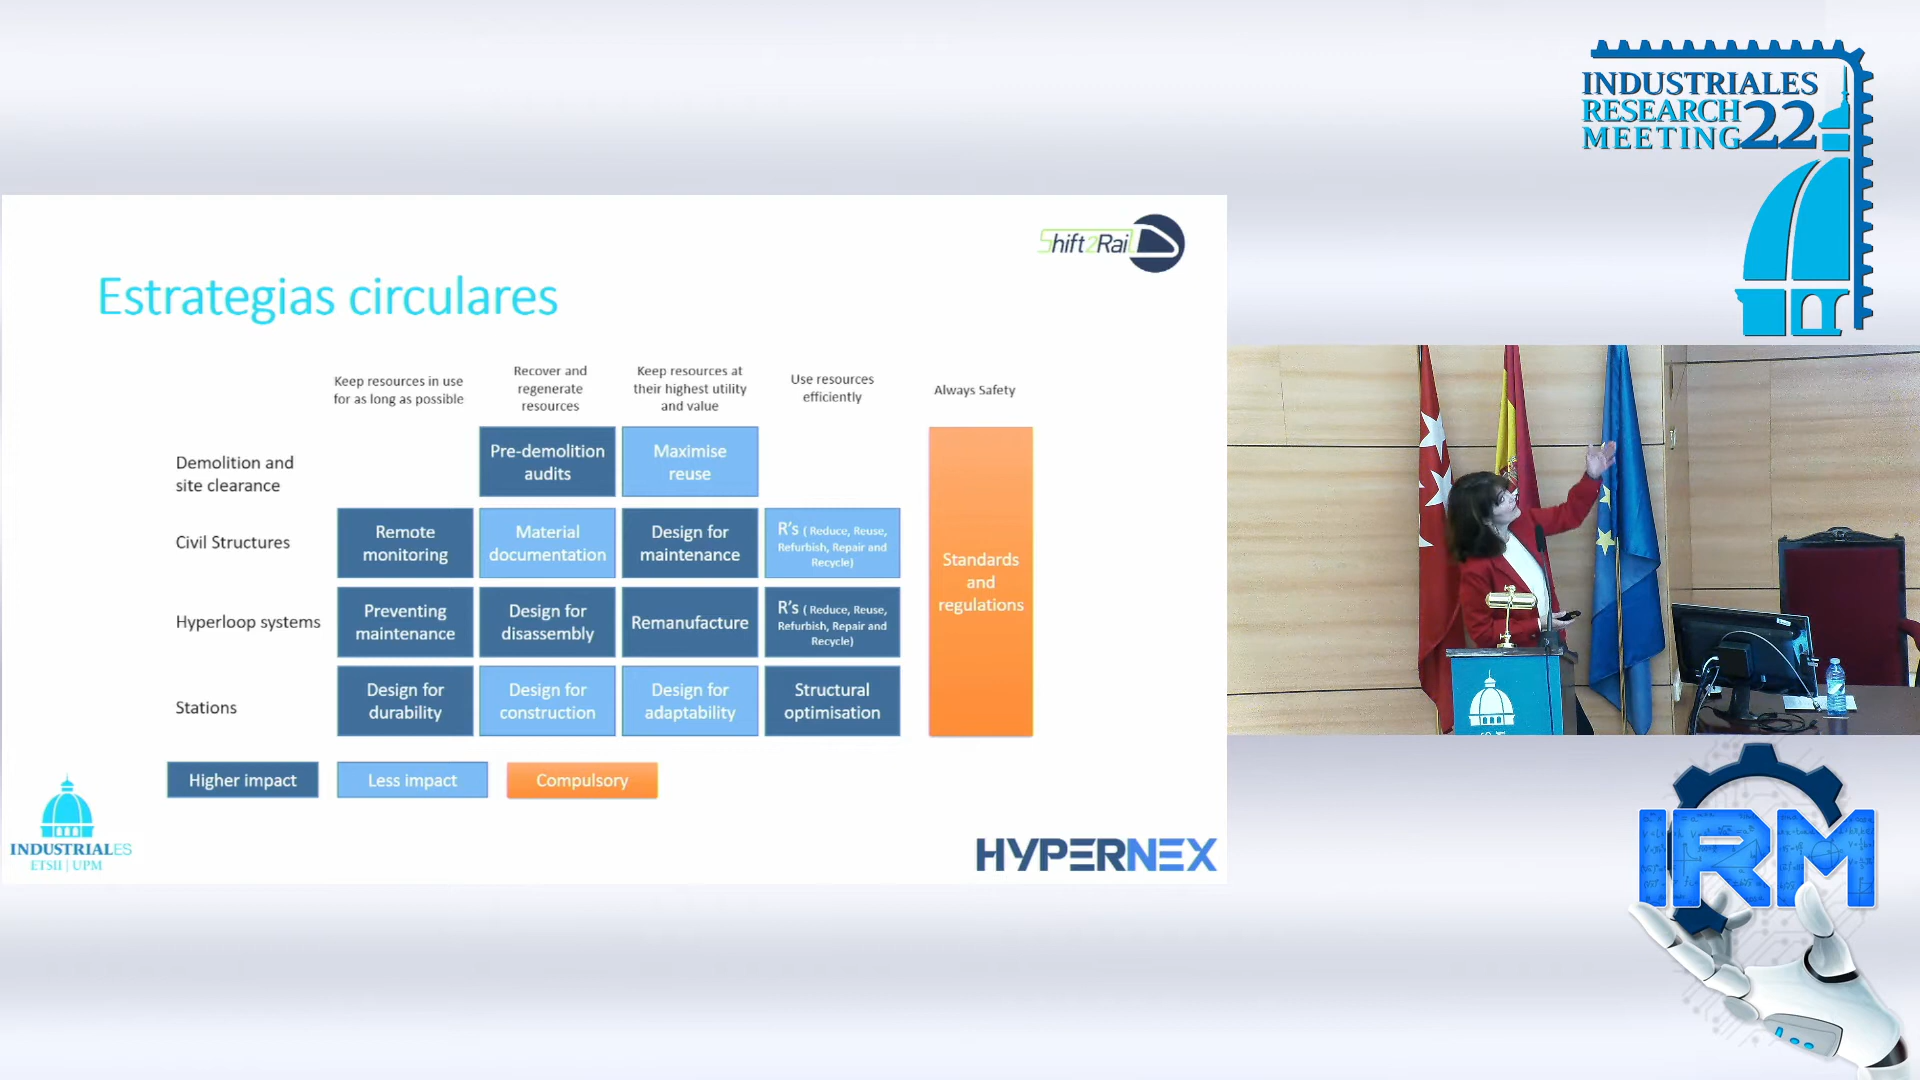 INDUSTRIALES
RESEARCH
MEETING 22
Shift2Rail
Estrategias circulares
Keep resources in use
for as long as possible
Recover and
regenerate
resources
Keep resources at
their highest utility
and value
Use resources
efficiently
Always Safety
Demolition and
site clearance
Pre-demolition
audits
Maximise
reuse
Civil Structures
Remote
monitoring
Material
documentation
Design for
maintenance
R's ( Reduce, Reuse,
Refurbish, Repair and
Recycle)
Hyperloop systems
Preventing
maintenance
Design for
disassembly
Remanufacture
R's ( Reduce, Reuse,
Refurbish, Repair and
Recycle)
Stations
Design for
durability
Design for
construction
Design for
adaptability
Structural
optimisation
Standards
and
regulations
Higher impact
Less impact
Compulsory
INDUSTRIALES
ETSII | UPM
HYPERNEX
IRM